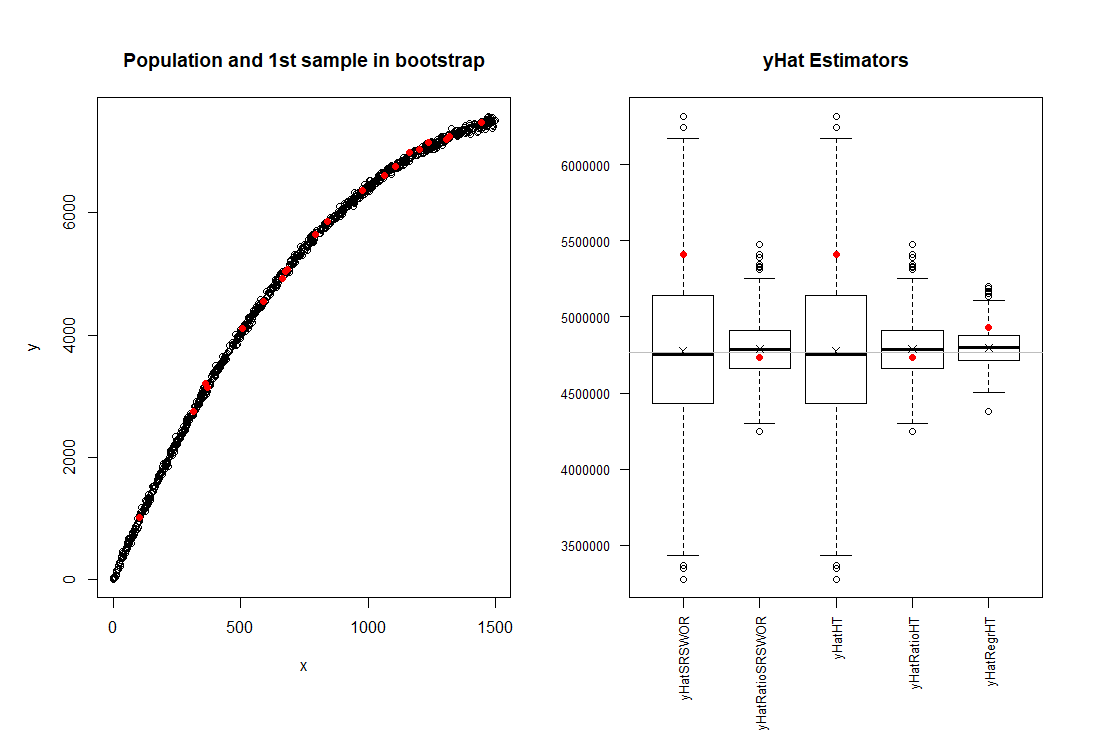 Population and 1st sample in bootstrap
y
0
2000
4000
6000
0
500
1000
1500
x
yHat Estimators
6000000
5500000
5000000
4500000
4000000
3500000
yHatSRSWOR
yHatRatioSRSWOR
yHatHT
yHatRatioHT
yHatRegrHT